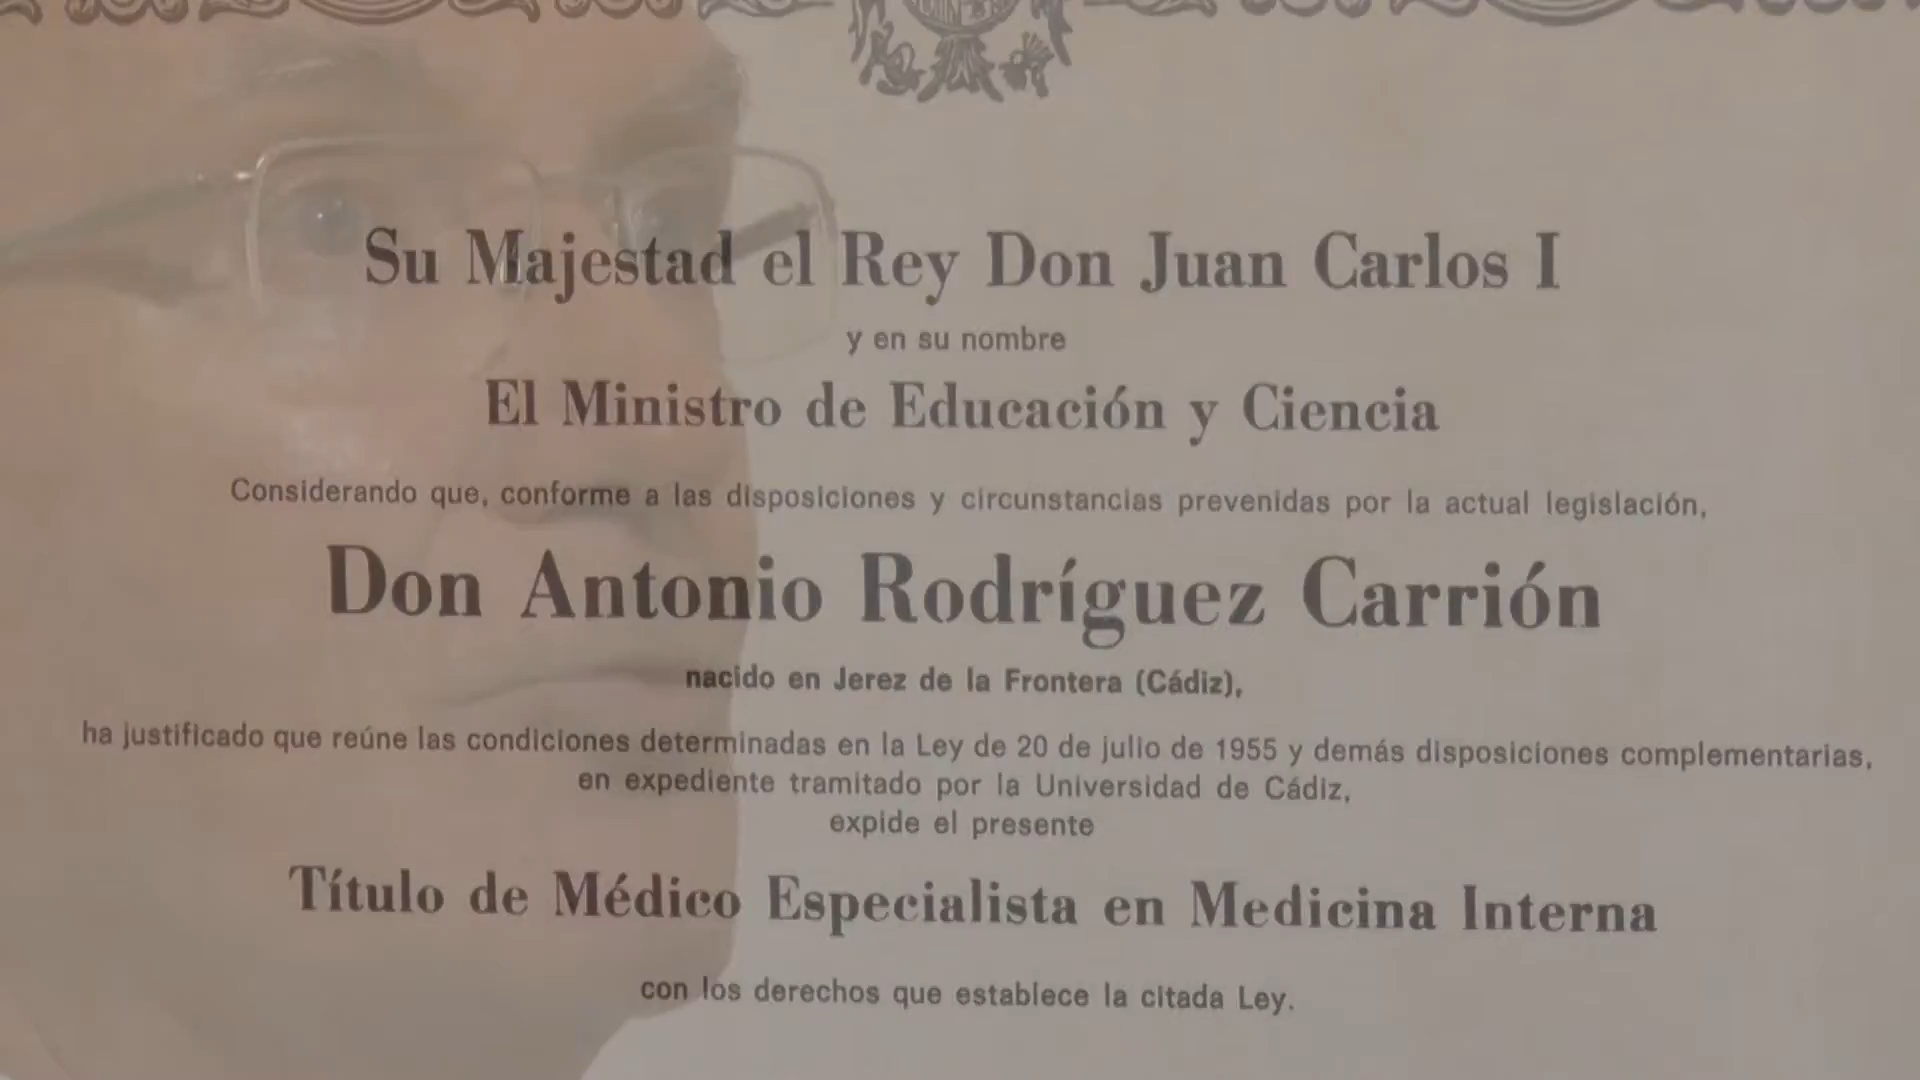 Su Majestad el Rey Don Juan Carlos I
y en su nombre
El Ministro de Educación y Ciencia
Considerando que, conforme a las disposiciones y circunstancias prevenidas por la actual legislación,
Don Antonio Rodríguez Carrión
nacido en Jerez de la Frontera (Cádiz),
ha justificado que reúne las condiciones determinadas en la Ley de 20 de julio de 1955 y demás disposiciones complementarias,
en expediente tramitado por la Universidad de Cádiz,
expide el presente
Título de Médico Especialista en Medicina Interna
con los derechos que establece la citada Ley.